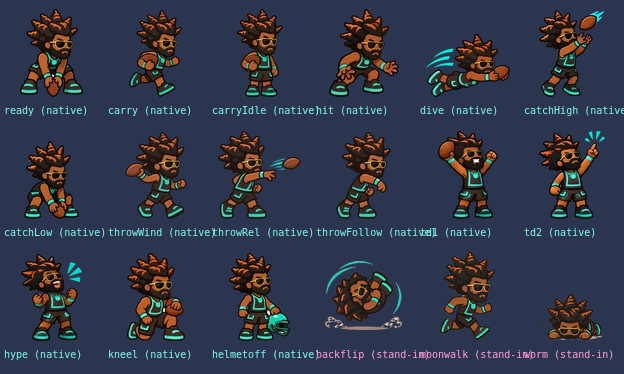 ready (native)
carry (native)
carryIdle (native)
hit (native)
dive (native)
catchHigh (native
catchLow (native)
throwWind (native)
throwRel (native)
throwFollow (native)
td1 (native)
td2 (native)
hype (native)
kneel (native)
helmetoff (native)
backflip (stand-in)
moonwalk (stand-in)
worm (stand-in)